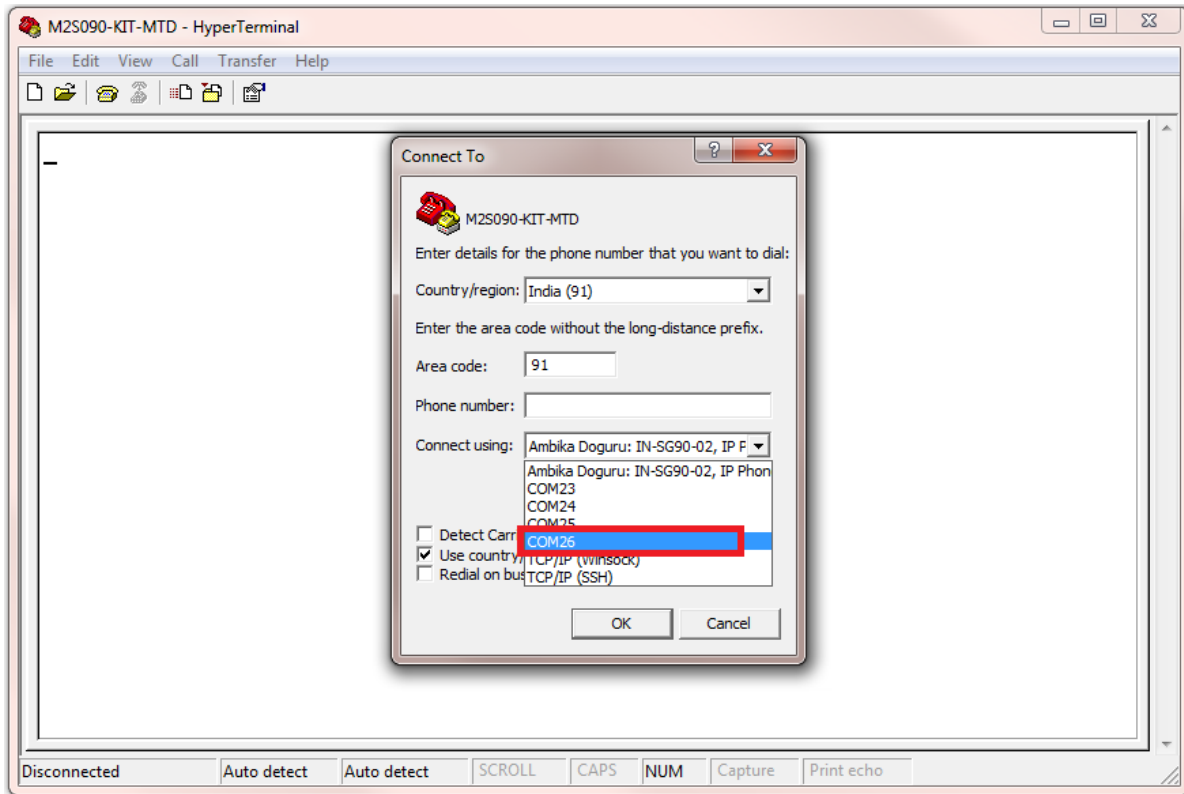 M2S090-KIT-MTD - HyperTerminal
File Edit View Call Transfer Help
Connect To
M2S090-KIT-MTD
Enter details for the phone number that you want to dial:
Country/region: India (91)
Enter the area code without the long-distance prefix.
Area code: 91
Phone number:
Connect using: Ambika Doguru: IN-SG90-02, IP P
Ambika Doguru: IN-SG90-02, IP Phon
COM23
COM24
COM25
Detect Carr
COM26
Use country/
TCP/IP (Winsock)
Redial on bus
TCP/IP (SSH)
OK Cancel
Disconnected Auto detect Auto detect SCROLL CAPS NUM Capture Print echo